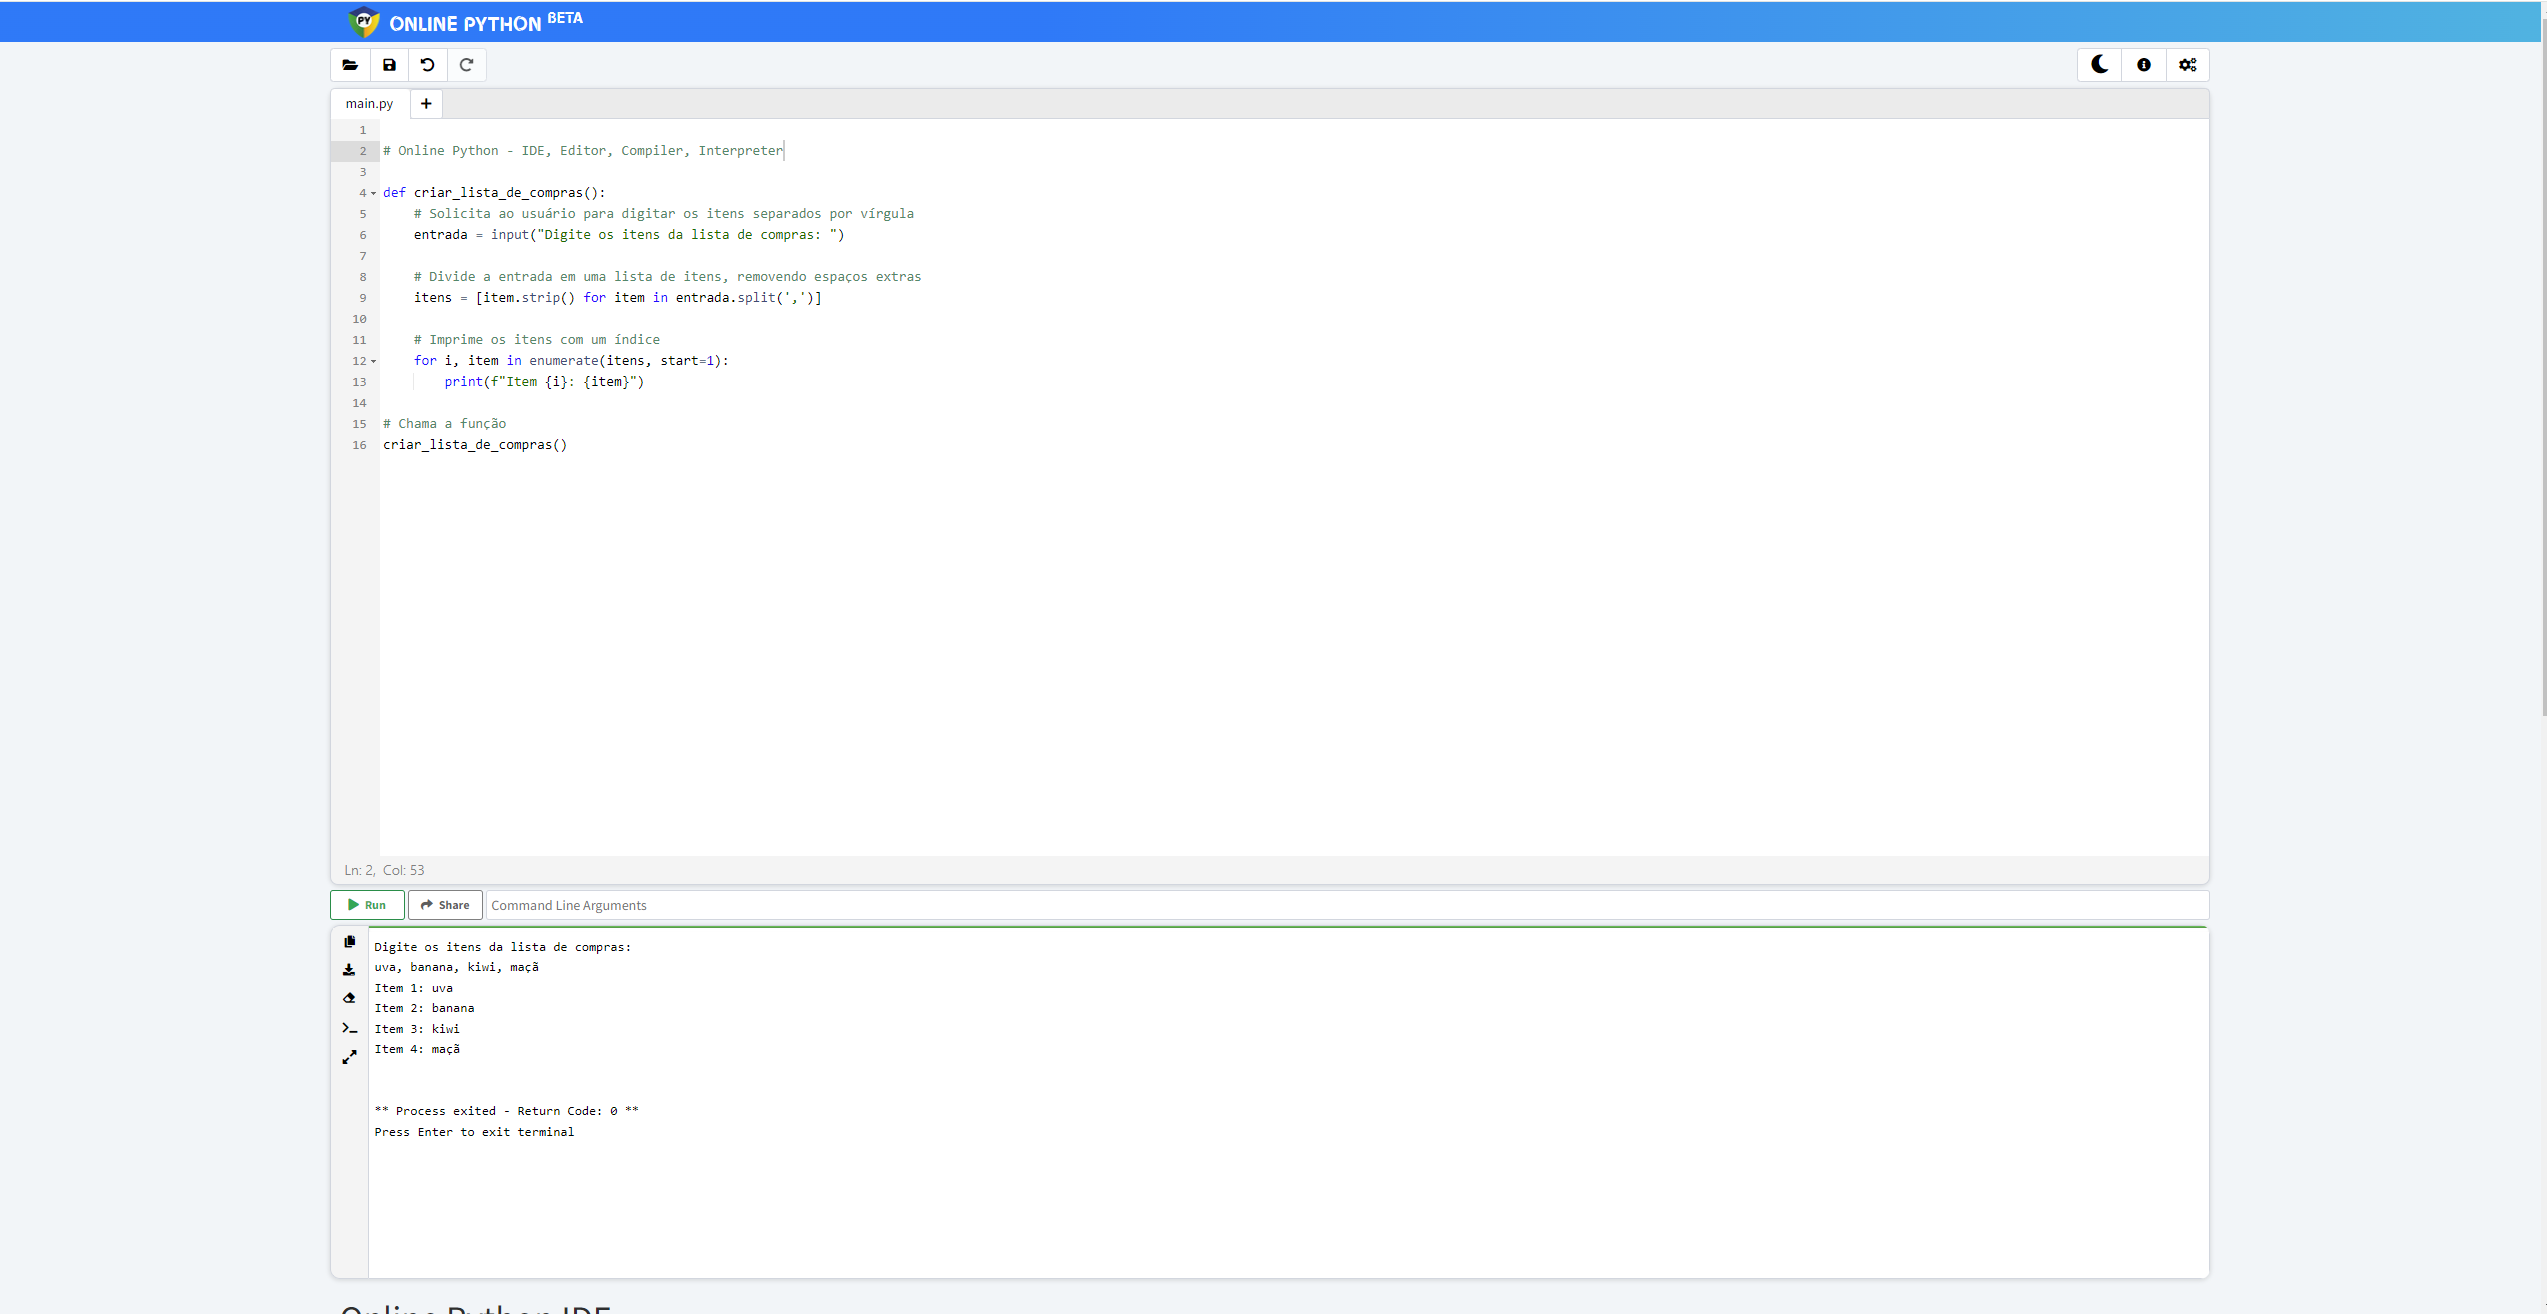 ONLINE PYTHON BETA
main.py +
1
2 # Online Python - IDE, Editor, Compiler, Interpreter
3
4 def criar_lista_de_compras():
5     # Solicita ao usuário para digitar os itens separados por vírgula
6     entrada = input("Digite os itens da lista de compras: ")
7
8     # Divide a entrada em uma lista de itens, removendo espaços extras
9     itens = [item.strip() for item in entrada.split(',')]
10
11     # Imprime os itens com um índice
12     for i, item in enumerate(itens, start=1):
13         print(f"Item {i}: {item}")
14
15 # Chama a função
16 criar_lista_de_compras()
Ln: 2, Col: 53
Run Share Command Line Arguments
Digite os itens da lista de compras:
uva, banana, kiwi, maçã
Item 1: uva
Item 2: banana
Item 3: kiwi
Item 4: maçã
** Process exited - Return Code: 0 **
Press Enter to exit terminal
Online Python IDE